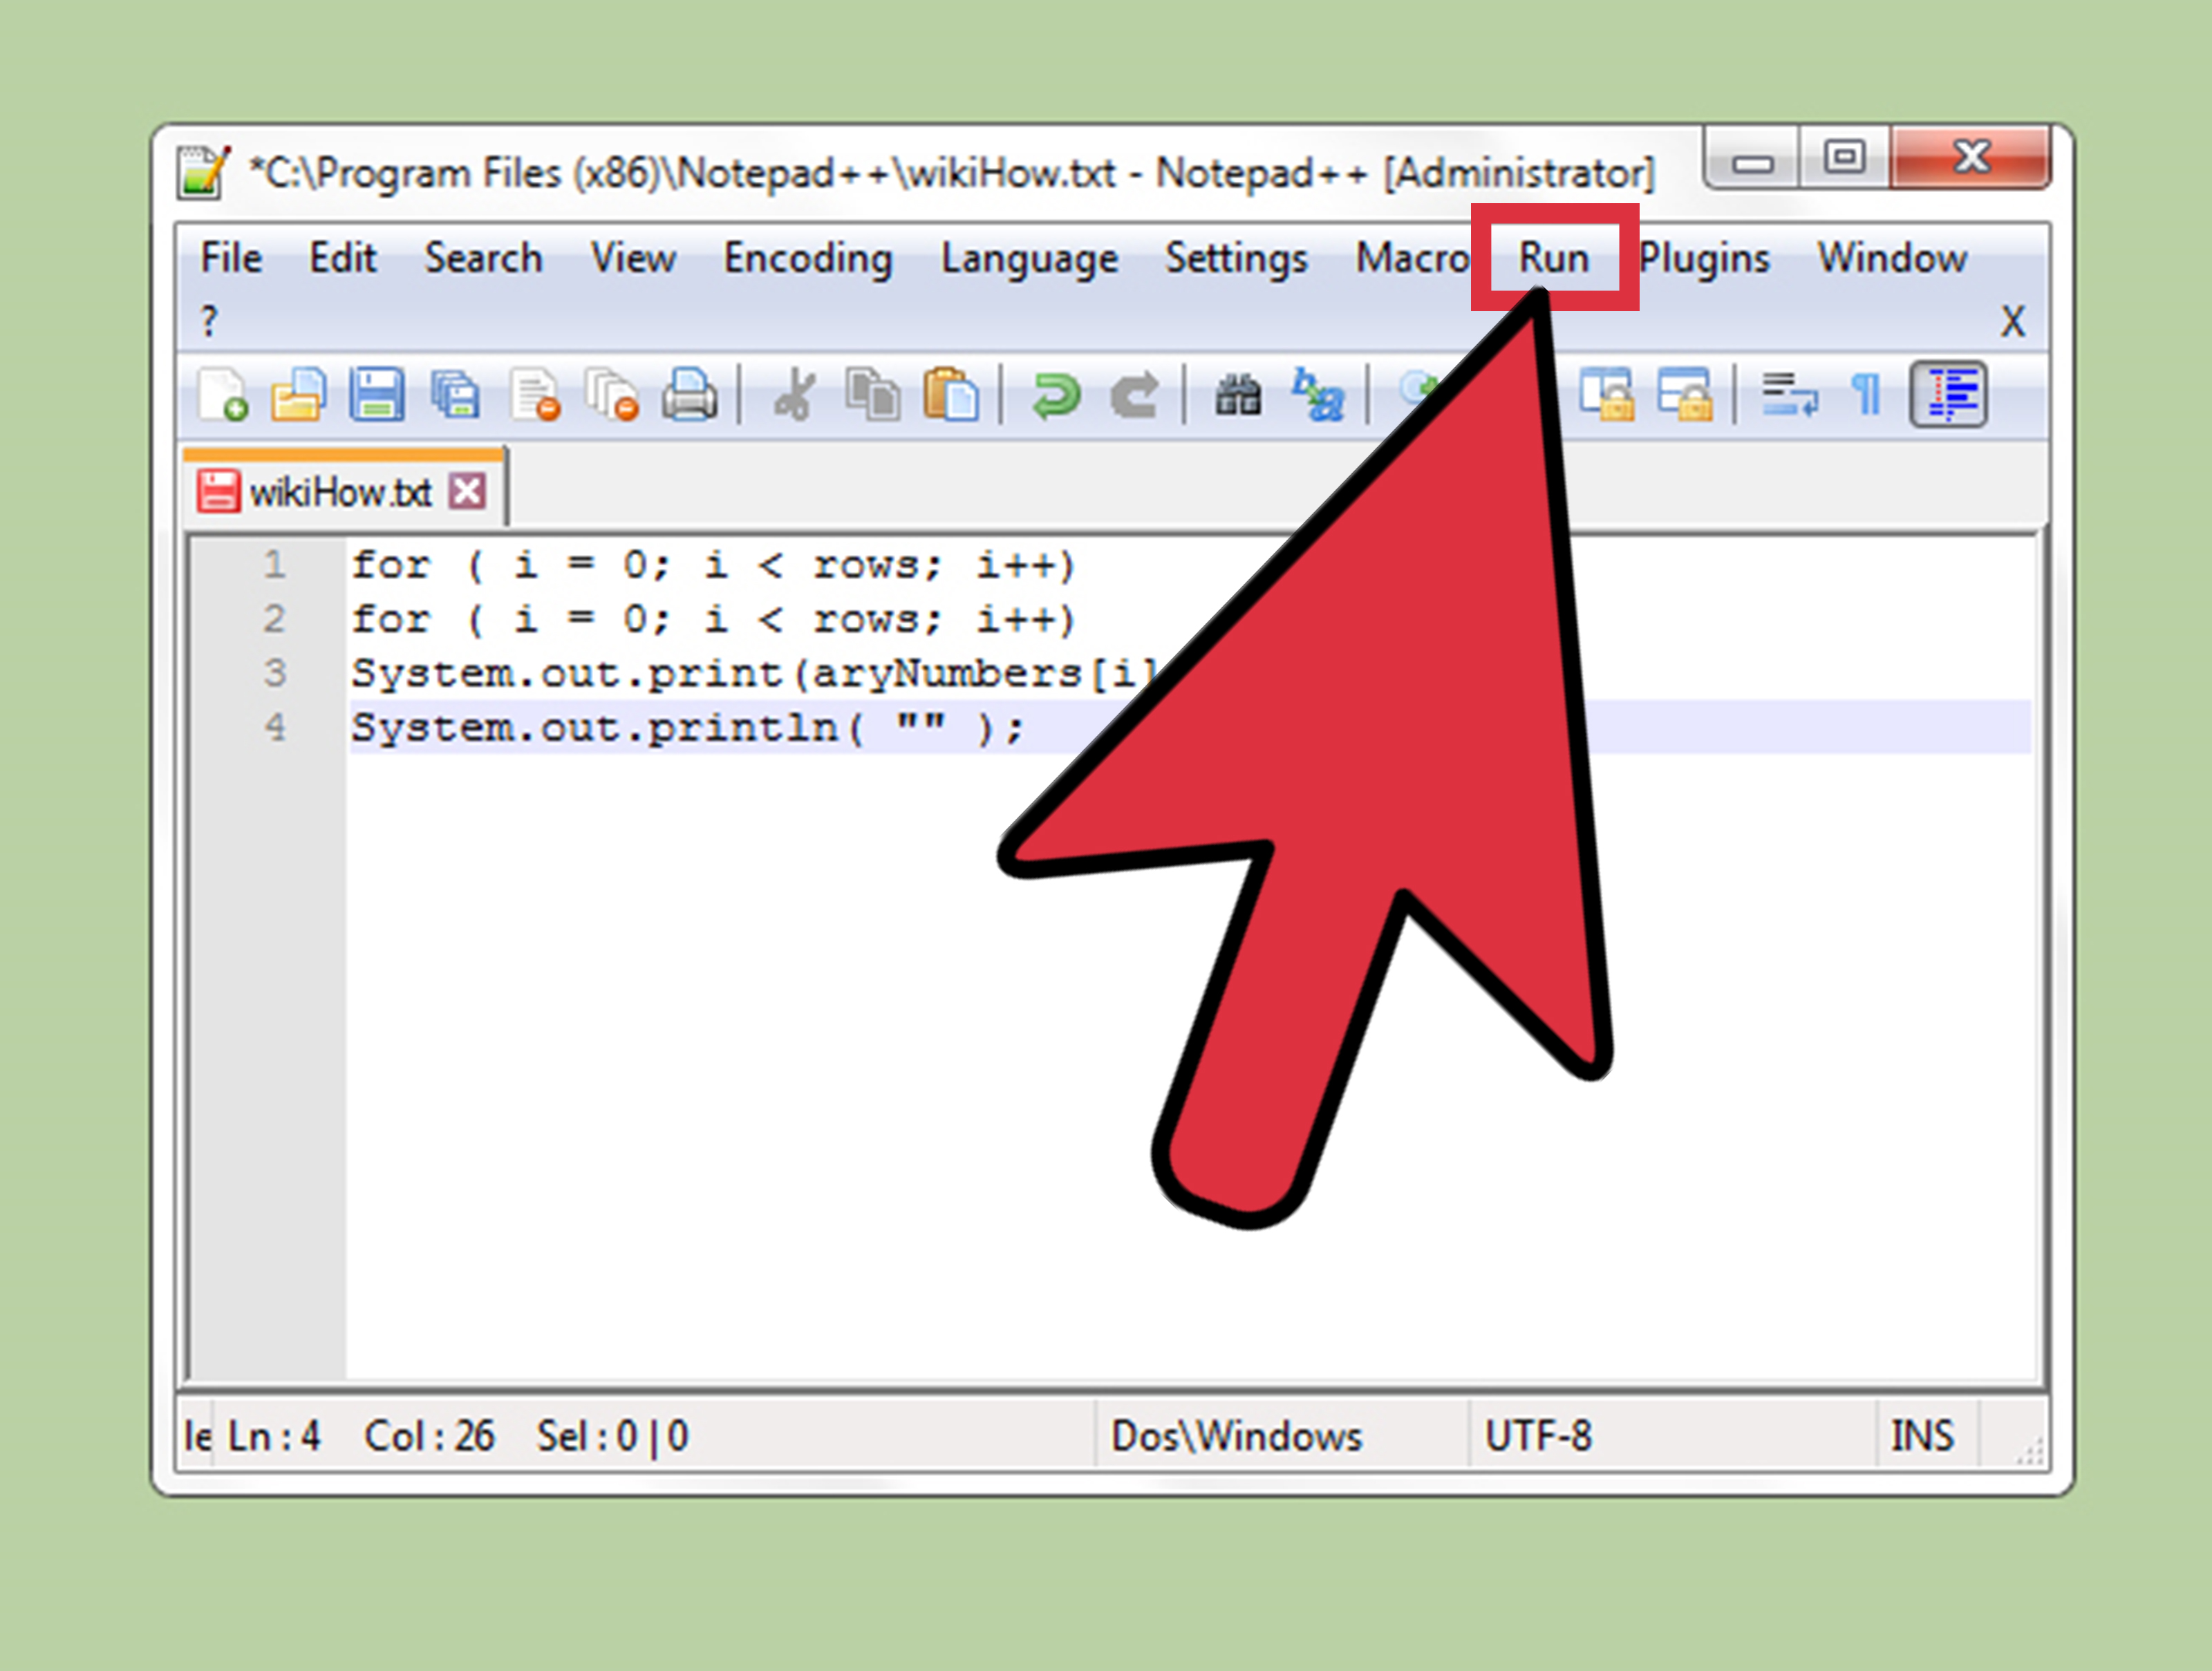 *C:\Program Files (x86)\Notepad++\wikiHow.txt - Notepad++ [Administrator]
File Edit Search View Encoding Language Settings Macro Run Plugins Window
? X
wikiHow.txt
1 for ( i = 0; i < rows; i++)
2 for ( i = 0; i < rows; i++)
3 System.out.print(aryNumbers[i]
4 System.out.println( "" );
le Ln : 4 Col : 26 Sel : 0 | 0 Dos\Windows UTF-8 INS